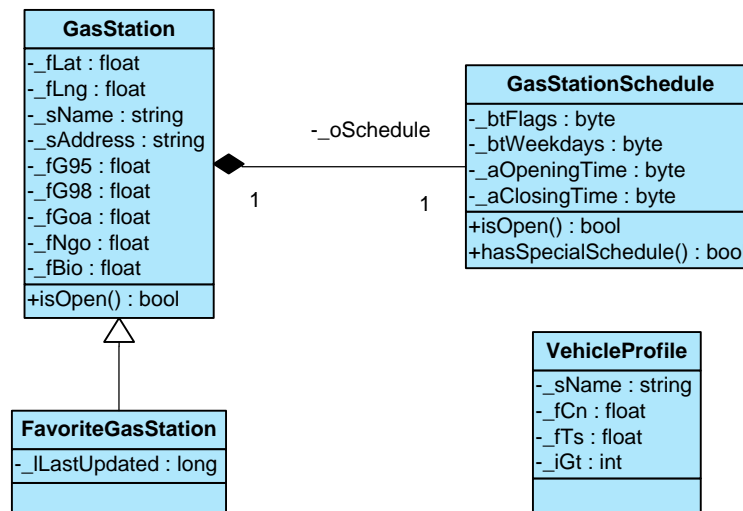 GasStation
-_fLat : float
-_fLng : float
-_sName : string
-_sAddress : string
-_fG95 : float
-_fG98 : float
-_fGoa : float
-_fNgo : float
-_fBio : float
+isOpen() : bool
-_oSchedule
1
1
GasStationSchedule
-_btFlags : byte
-_btWeekdays : byte
-_aOpeningTime : byte
-_aClosingTime : byte
+isOpen() : bool
+hasSpecialSchedule() : bool
FavoriteGasStation
-_lLastUpdated : long
VehicleProfile
-_sName : string
-_fCn : float
-_fTs : float
-_iGt : int